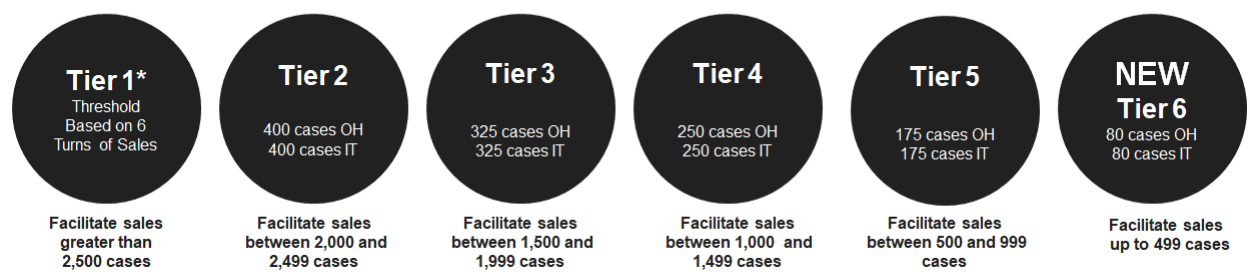 Tier 1*
Threshold
Based on 6
Turns of Sales
Facilitate sales
greater than
2,500 cases
Tier 2
400 cases OH
400 cases IT
Facilitate sales
between 2,000 and
2,499 cases
Tier 3
325 cases OH
325 cases IT
Facilitate sales
between 1,500 and
1,999 cases
Tier 4
250 cases OH
250 cases IT
Facilitate sales
between 1,000 and
1,499 cases
Tier 5
175 cases OH
175 cases IT
Facilitate sales
between 500 and 999
cases
NEW
Tier 6
80 cases OH
80 cases IT
Facilitate sales
up to 499 cases